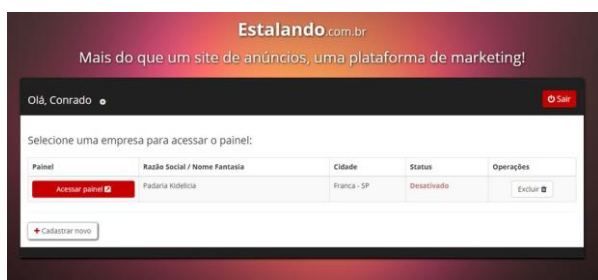 Estalando.com.br
Mais do que um site de anúncios, uma plataforma de marketing!
Olá, Conrado
Sair
Selecione uma empresa para acessar o painel:
Painel Razão Social / Nome Fantasia Cidade Status Operações
Acessar painel Padaria Kidelicia Franca - SP Desativado Excluir
+ Cadastrar novo